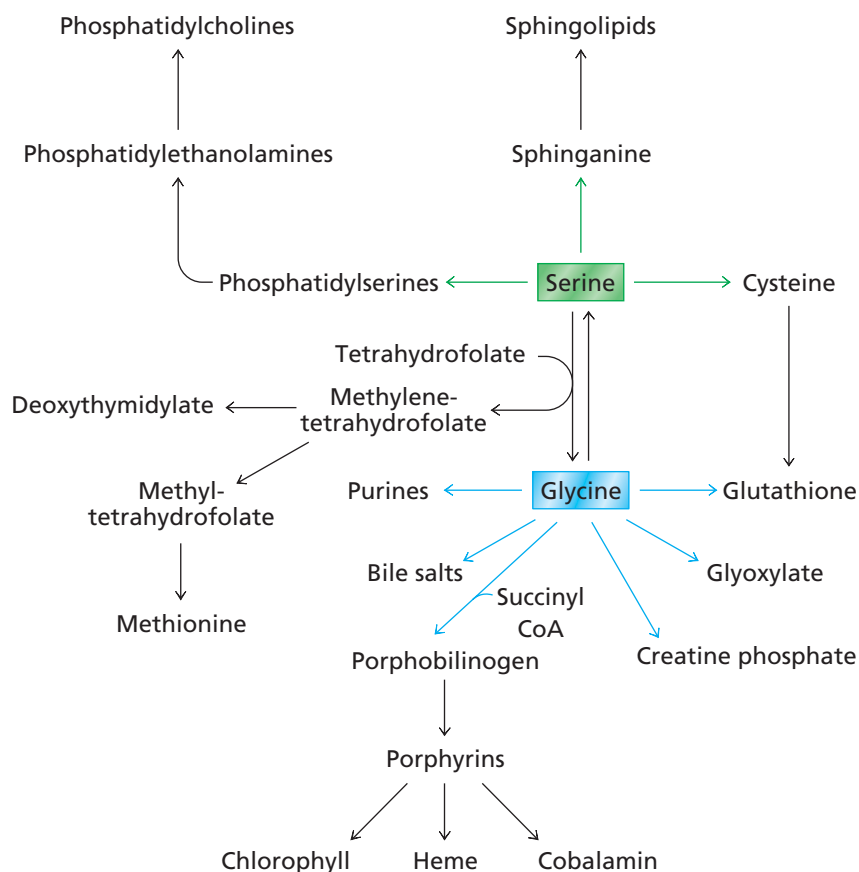 Phosphatidylcholines
Sphingolipids
Phosphatidylethanolamines
Sphinganine
Phosphatidylserines
Serine
Cysteine
Tetrahydrofolate
Deoxythymidylate
Methylene-
tetrahydrofolate
Methyl-
tetrahydrofolate
Purines
Glycine
Glutathione
Bile salts
Glyoxylate
Succinyl
CoA
Methionine
Porphobilinogen
Creatine phosphate
Porphyrins
Chlorophyll
Heme
Cobalamin